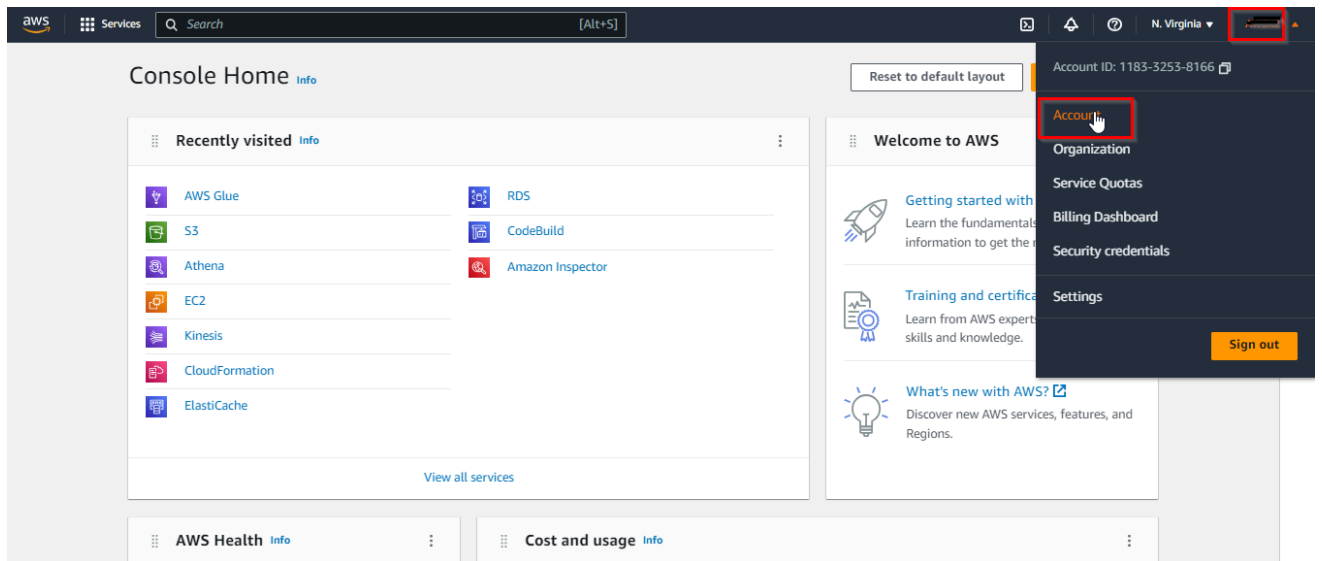 aws Services Search [Alt+S] N. Virginia
Console Home Info
Reset to default layout
Account ID: 1183-3253-8166
Account
Organization
Service Quotas
Billing Dashboard
Security credentials
Settings
Sign out
Recently visited Info
AWS Glue
S3
Athena
EC2
Kinesis
CloudFormation
ElastiCache
RDS
CodeBuild
Amazon Inspector
View all services
Welcome to AWS
Getting started with
Learn the fundamentals
information to get the
Training and certifica
Learn from AWS experts
skills and knowledge.
What's new with AWS?
Discover new AWS services, features, and
Regions.
AWS Health Info
Cost and usage Info